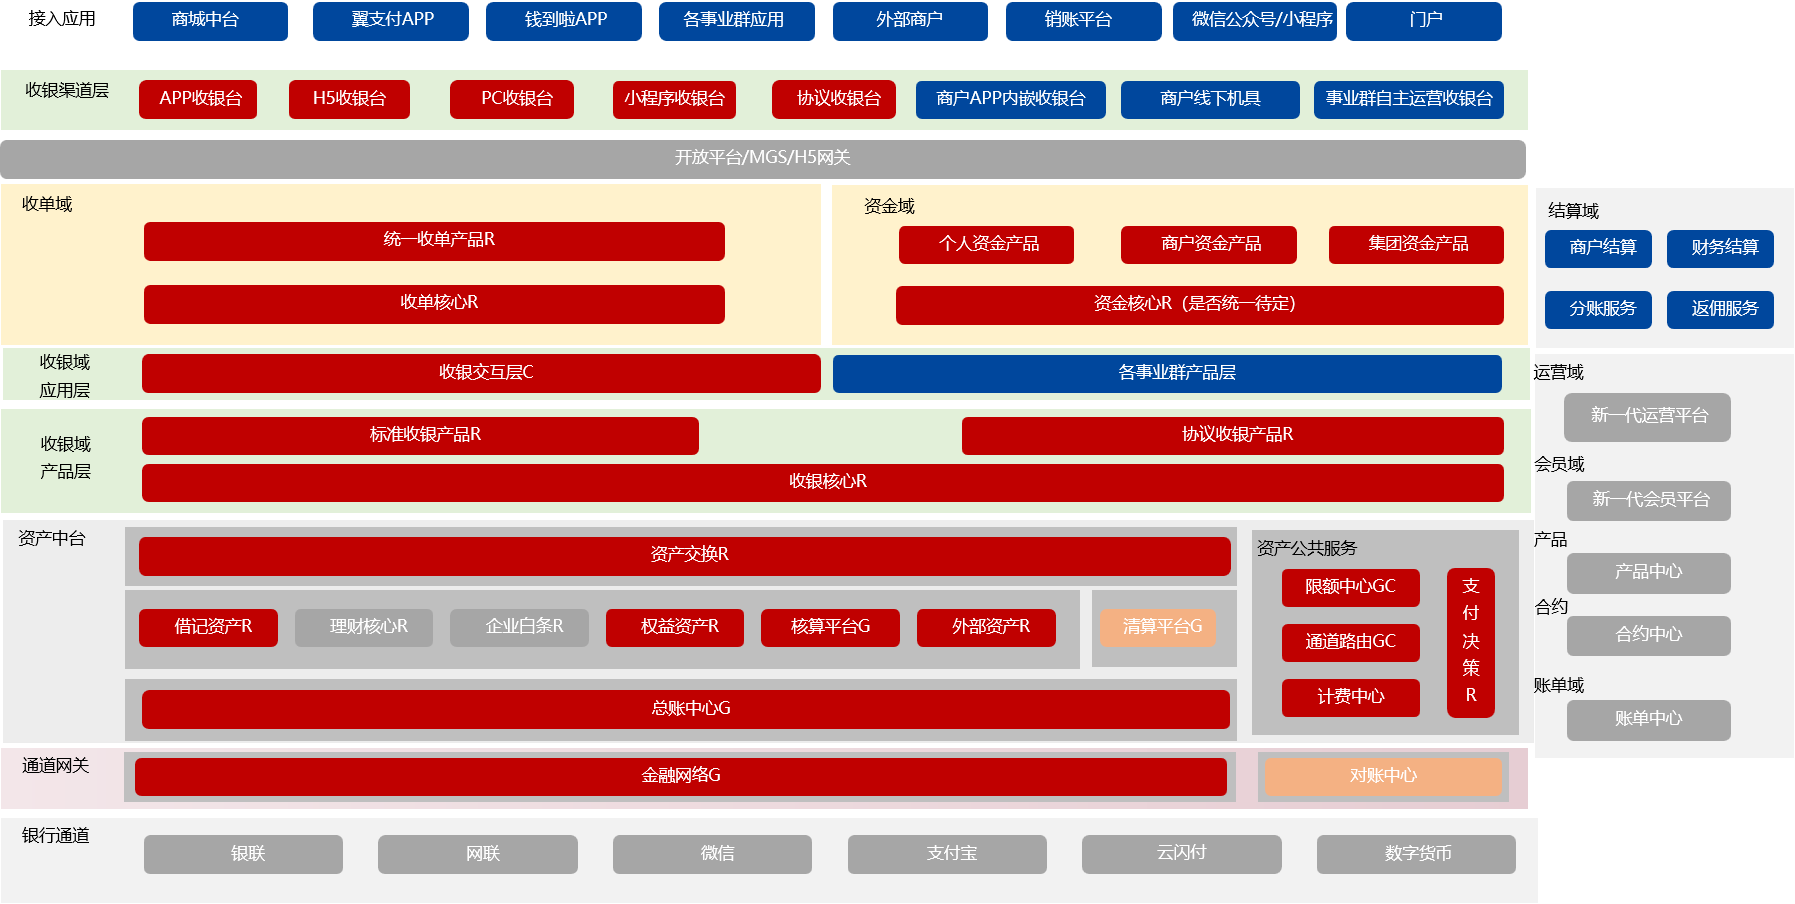 接入应用
商城中台
翼支付APP
钱到啦APP
各事业群应用
外部商户
销账平台
微信公众号/小程序
门户
收银渠道层
APP收银台
H5收银台
PC收银台
小程序收银台
协议收银台
商户APP内嵌收银台
商户线下机具
事业群自主运营收银台
开放平台/MGS/H5网关
收单域
统一收单产品R
收单核心R
资金域
个人资金产品
商户资金产品
集团资金产品
资金核心R（是否统一待定）
结算域
商户结算
财务结算
分账服务
返佣服务
收银域
应用层
收银交互层C
各事业群产品层
收银域
产品层
标准收银产品R
协议收银产品R
收银核心R
运营域
新一代运营平台
会员域
新一代会员平台
产品
产品中心
合约
合约中心
账单域
账单中心
资产中台
资产交换R
借记资产R
理财核心R
企业白条R
权益资产R
核算平台G
外部资产R
清算平台G
总账中心G
资产公共服务
限额中心GC
通道路由GC
计费中心
支
付
决
策
R
通道网关
金融网络G
对账中心
银行通道
银联
网联
微信
支付宝
云闪付
数字货币